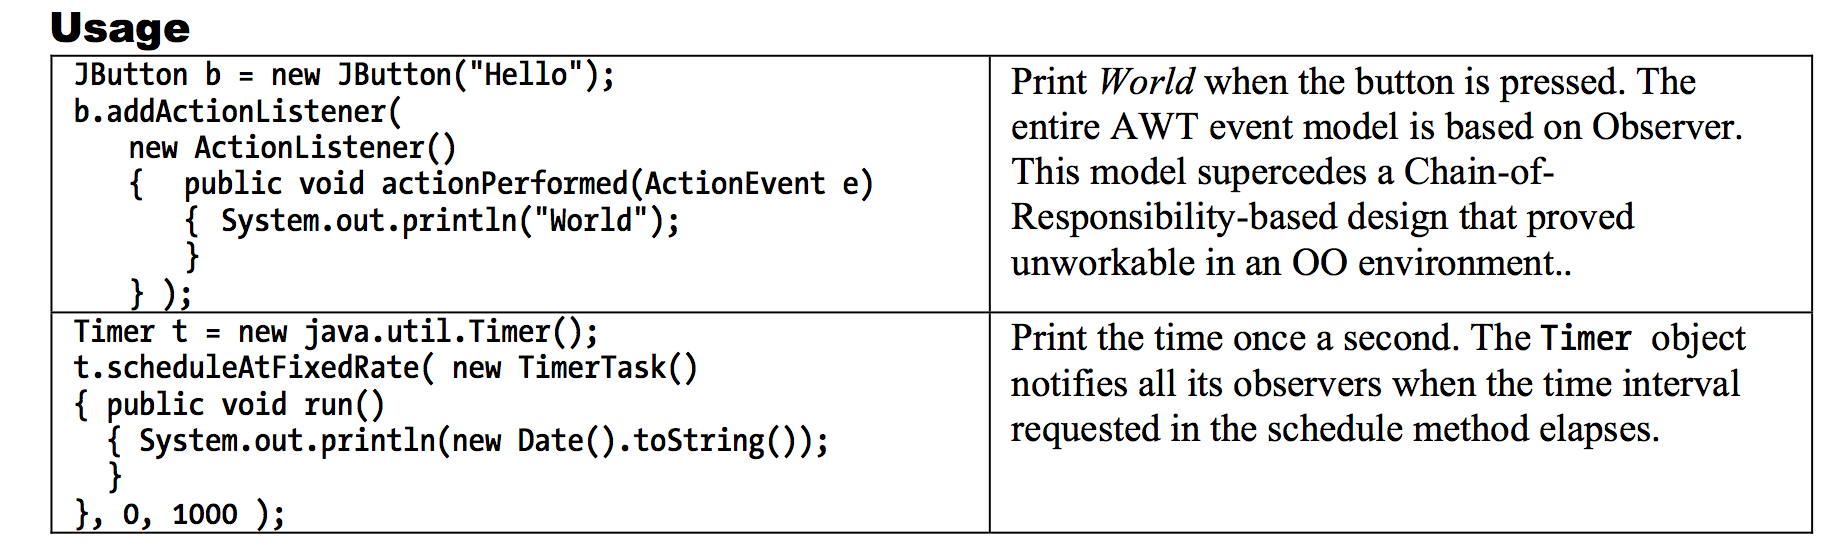 Usage
JButton b = new JButton("Hello");
b.addActionListener(
new ActionListener()
{ public void actionPerformed(ActionEvent e)
{ System.out.println("World");
}
} );
Print World when the button is pressed. The
entire AWT event model is based on Observer.
This model supercedes a Chain-of-
Responsibility-based design that proved
unworkable in an OO environment..
Timer t = new java.util.Timer();
t.scheduleAtFixedRate( new TimerTask()
{ public void run()
{ System.out.println(new Date().toString());
}
}, 0, 1000 );
Print the time once a second. The Timer object
notifies all its observers when the time interval
requested in the schedule method elapses.